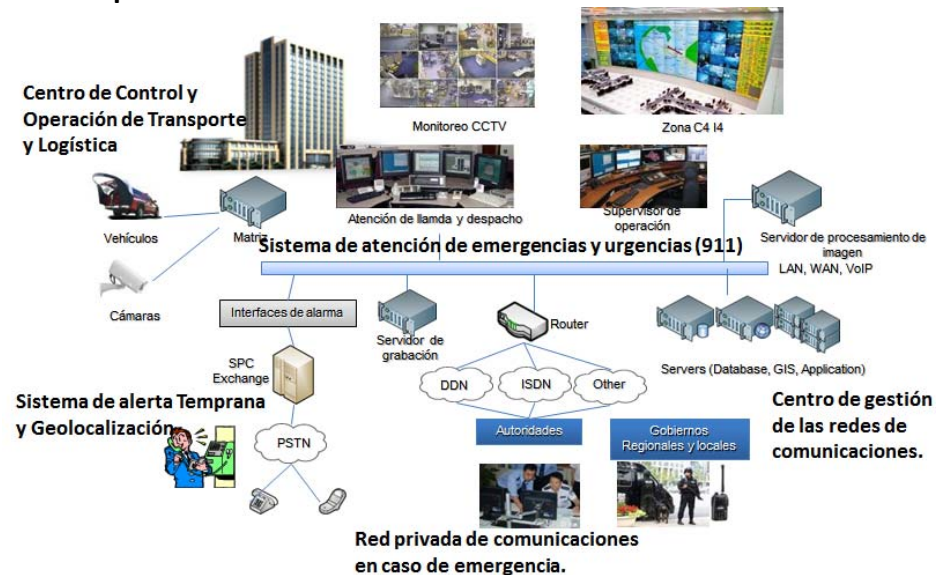 Centro de Control y
Operación de Transporte
y Logística
Monitoreo CCTV
Zona C4 I4
Atención de llamda y despacho
Supervisor de
operación
Vehículos
Matriz
Sistema de atención de emergencias y urgencias (911)
Servidor de procesamiento de
imagen
LAN, WAN, VoIP
Cámaras
Interfaces de alarma
Servidor de
grabación
Router
SPC
Exchange
DDN
ISDN
Other
Servers (Database, GIS, Application)
Sistema de alerta Temprana
y Geolocalización
PSTN
Autoridades
Gobiernos
Regionales y locales
Centro de gestión
de las redes de
comunicaciones.
Red privada de comunicaciones
en caso de emergencia.